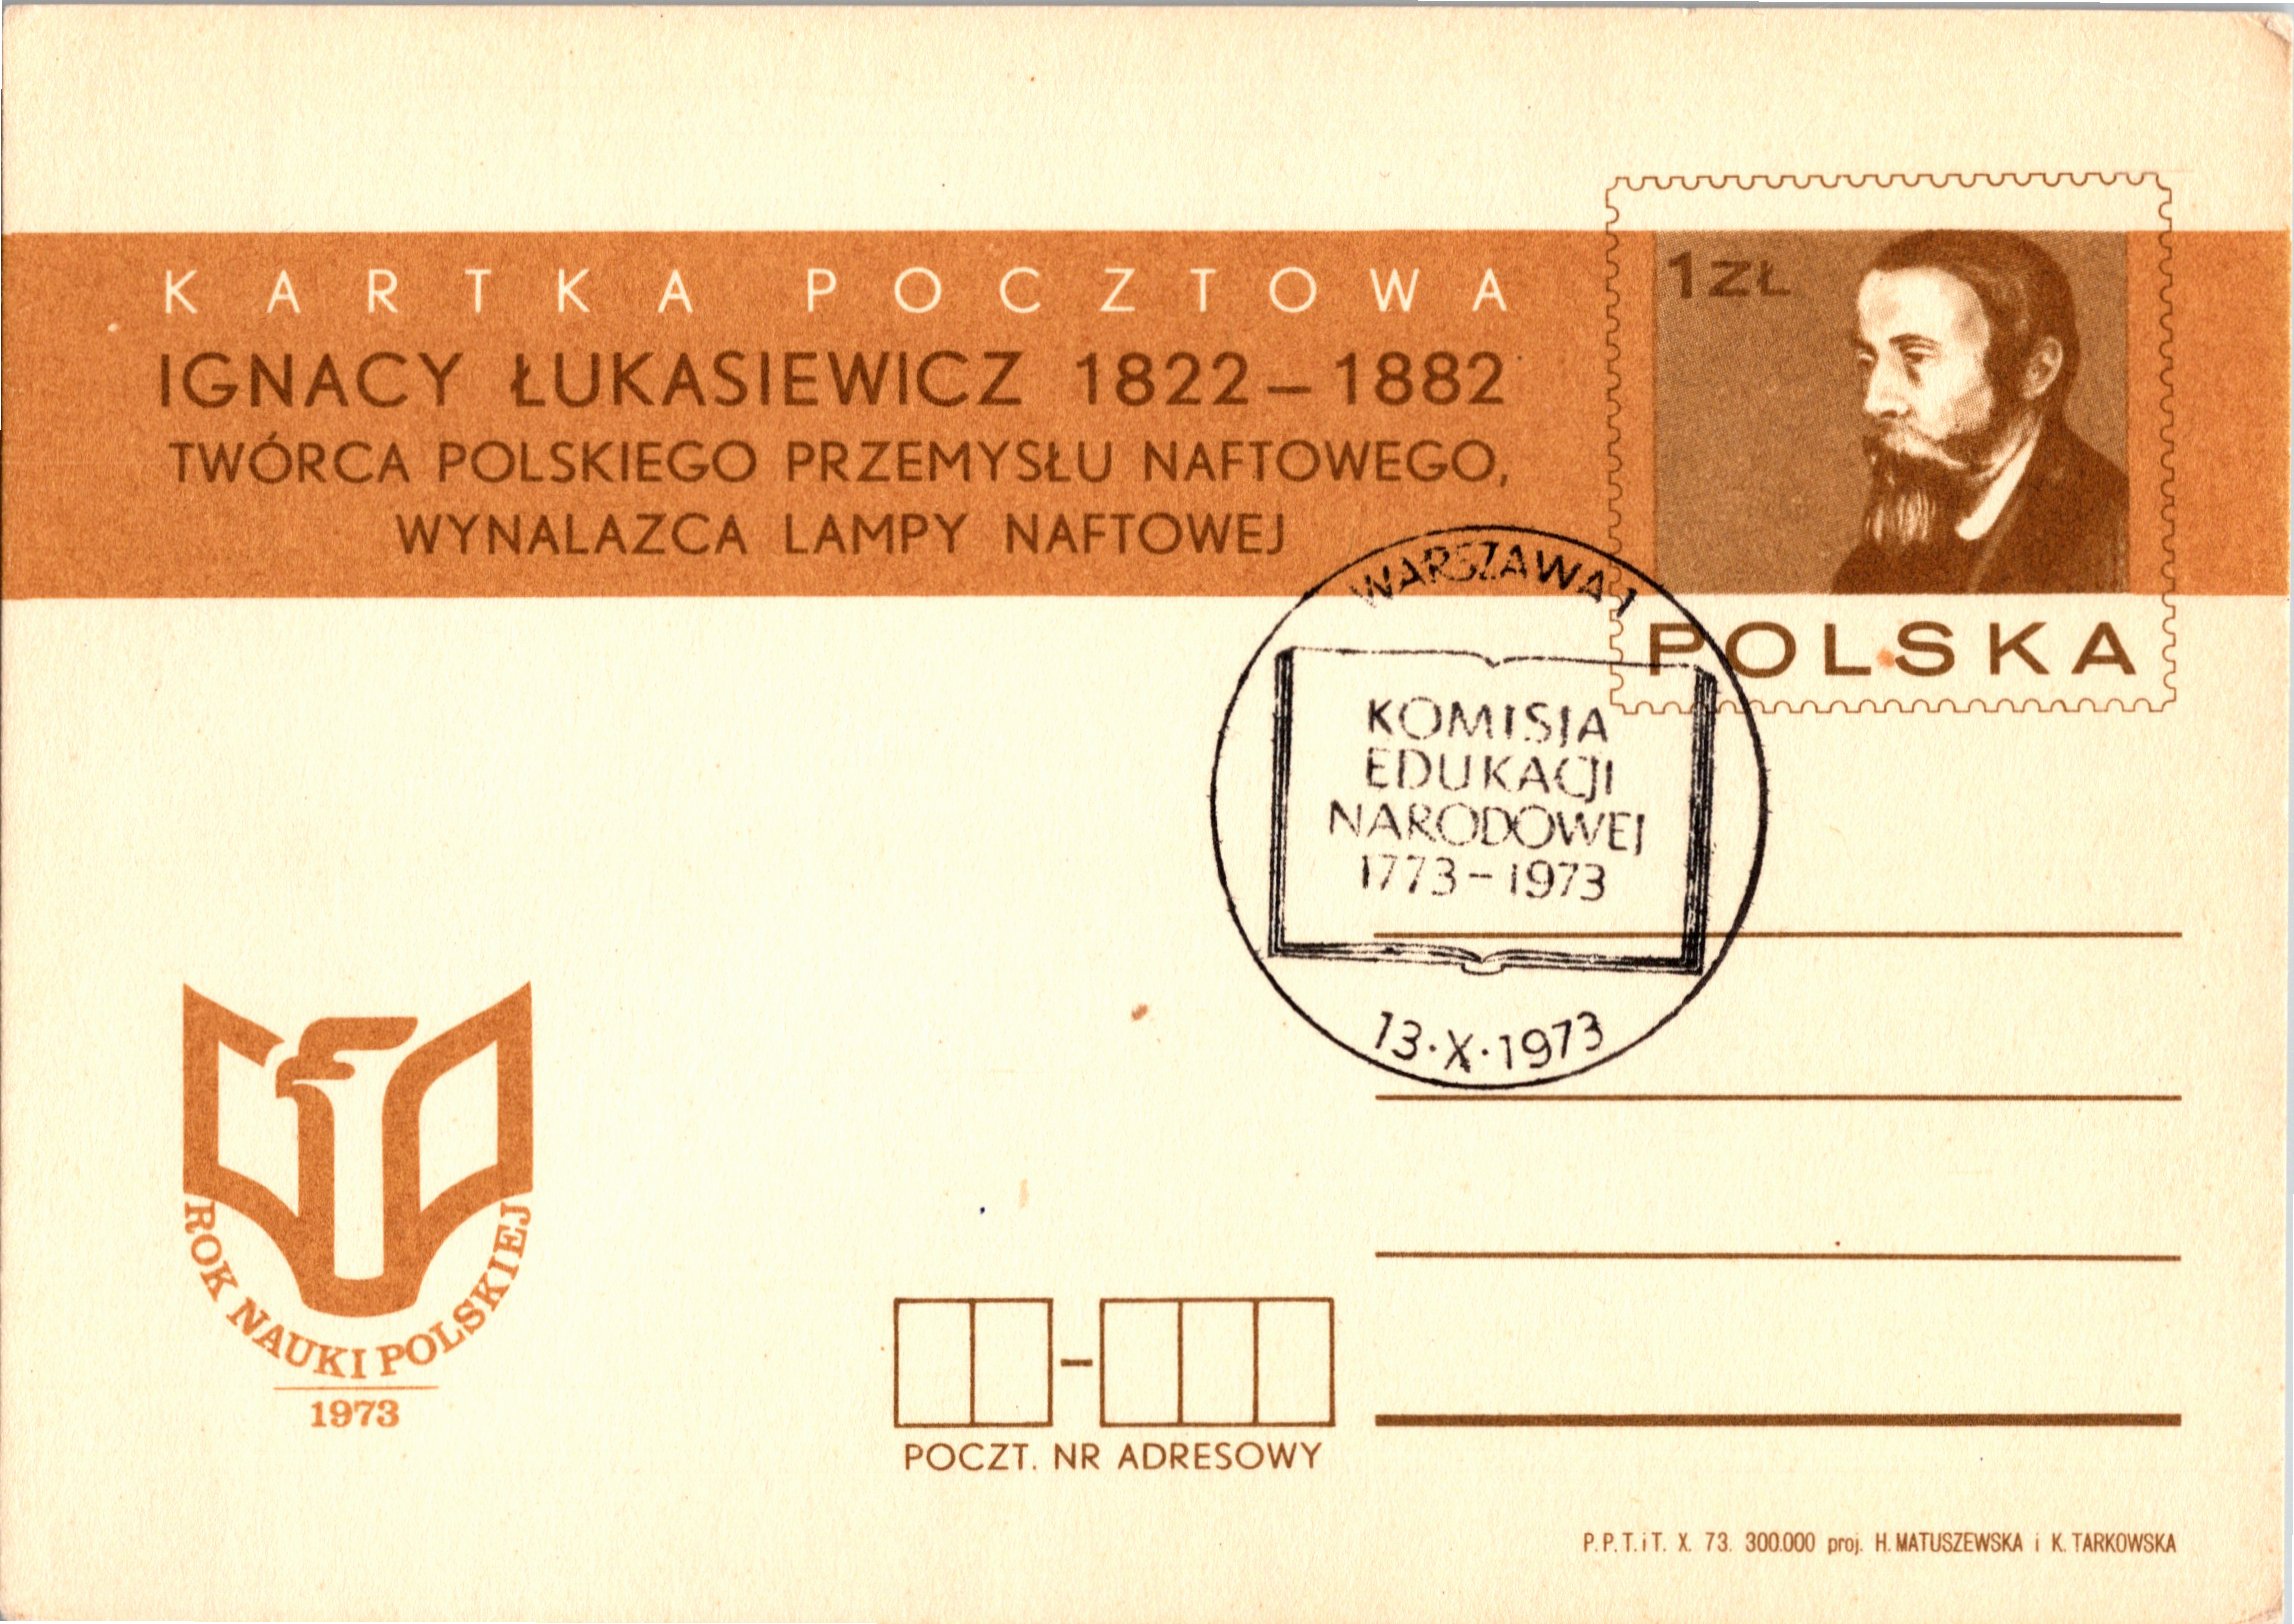 KARTKA POCZTOWA
IGNACY ŁUKASIEWICZ 1822–1882
TWÓRCA POLSKIEGO PRZEMYSŁU NAFTOWEGO,
WYNALAZCA LAMPY NAFTOWEJ
1 ZŁ
POLSKA
WARSZAWA 1
KOMISJA
EDUKACJI
NARODOWEJ
1773–1973
13·X·1973
ROK NAUKI POLSKIEJ
1973
POCZT. NR ADRESOWY
P.P.T.iT. X. 73. 300.000 proj. H. MATUSZEWSKA i K. TARKOWSKA